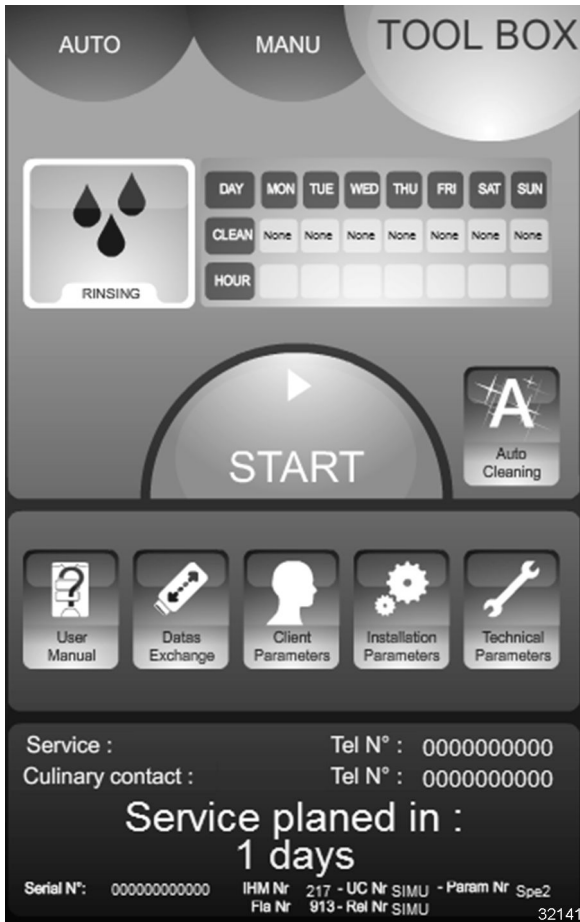 AUTO MANU TOOL BOX
DAY MON TUE WED THU FRI SAT SUN
CLEAN None None None None None None None
HOUR
RINSING
START
A
Auto
Cleaning
?
User
Manual
Datas
Exchange
Client
Parameters
Installation
Parameters
Technical
Parameters
Service : Tel N° : 0000000000
Culinary contact : Tel N° : 0000000000
Service planed in :
1 days
Serial N°: 000000000000 IHM Nr 217 - UC Nr SIMU - Param Nr Spe2
Fla Nr 913- Rel Nr SIMU
32141